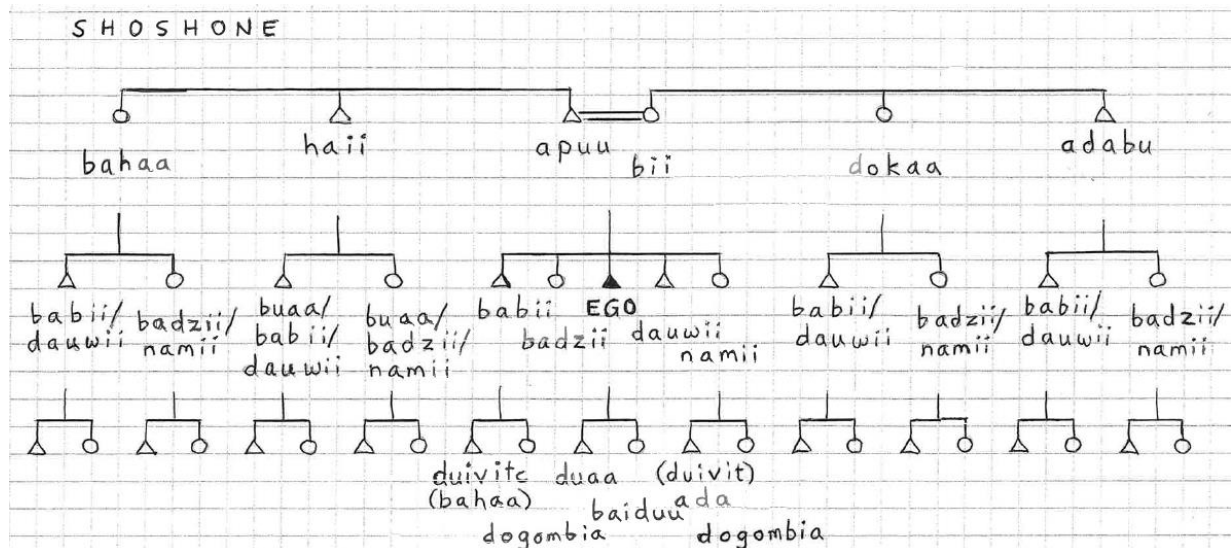 SHOSHONE
bahaa
haii
apuu
bii
dokaa
adabu
babii/
dauwii
badzii/
namii
buaa/
babii/
dauwii
buaa/
badzii/
namii
babii
badzii
EGO
dauwii
namii
babii/
dauwii
badzii/
namii
babii/
dauwii
badzii/
namii
duivitc
(bahaa)
dogombia
duaa
baiduu
(duivit)
ada
dogombia